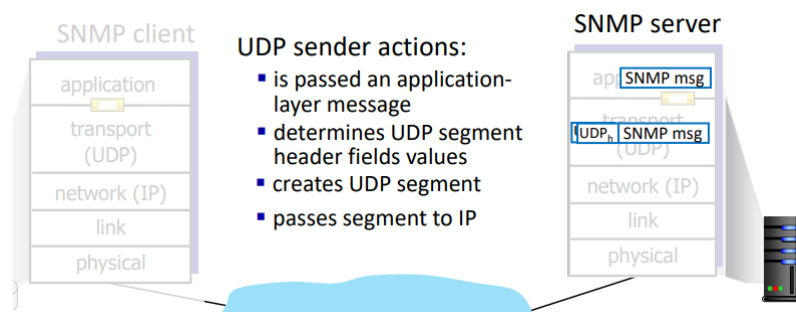 SNMP client
application
transport
(UDP)
network (IP)
link
physical
UDP sender actions:
▪ is passed an application-
layer message
▪ determines UDP segment
header fields values
▪ creates UDP segment
▪ passes segment to IP
SNMP server
SNMP msg
transport
UDPh SNMP msg
(UDP)
network (IP)
link
physical